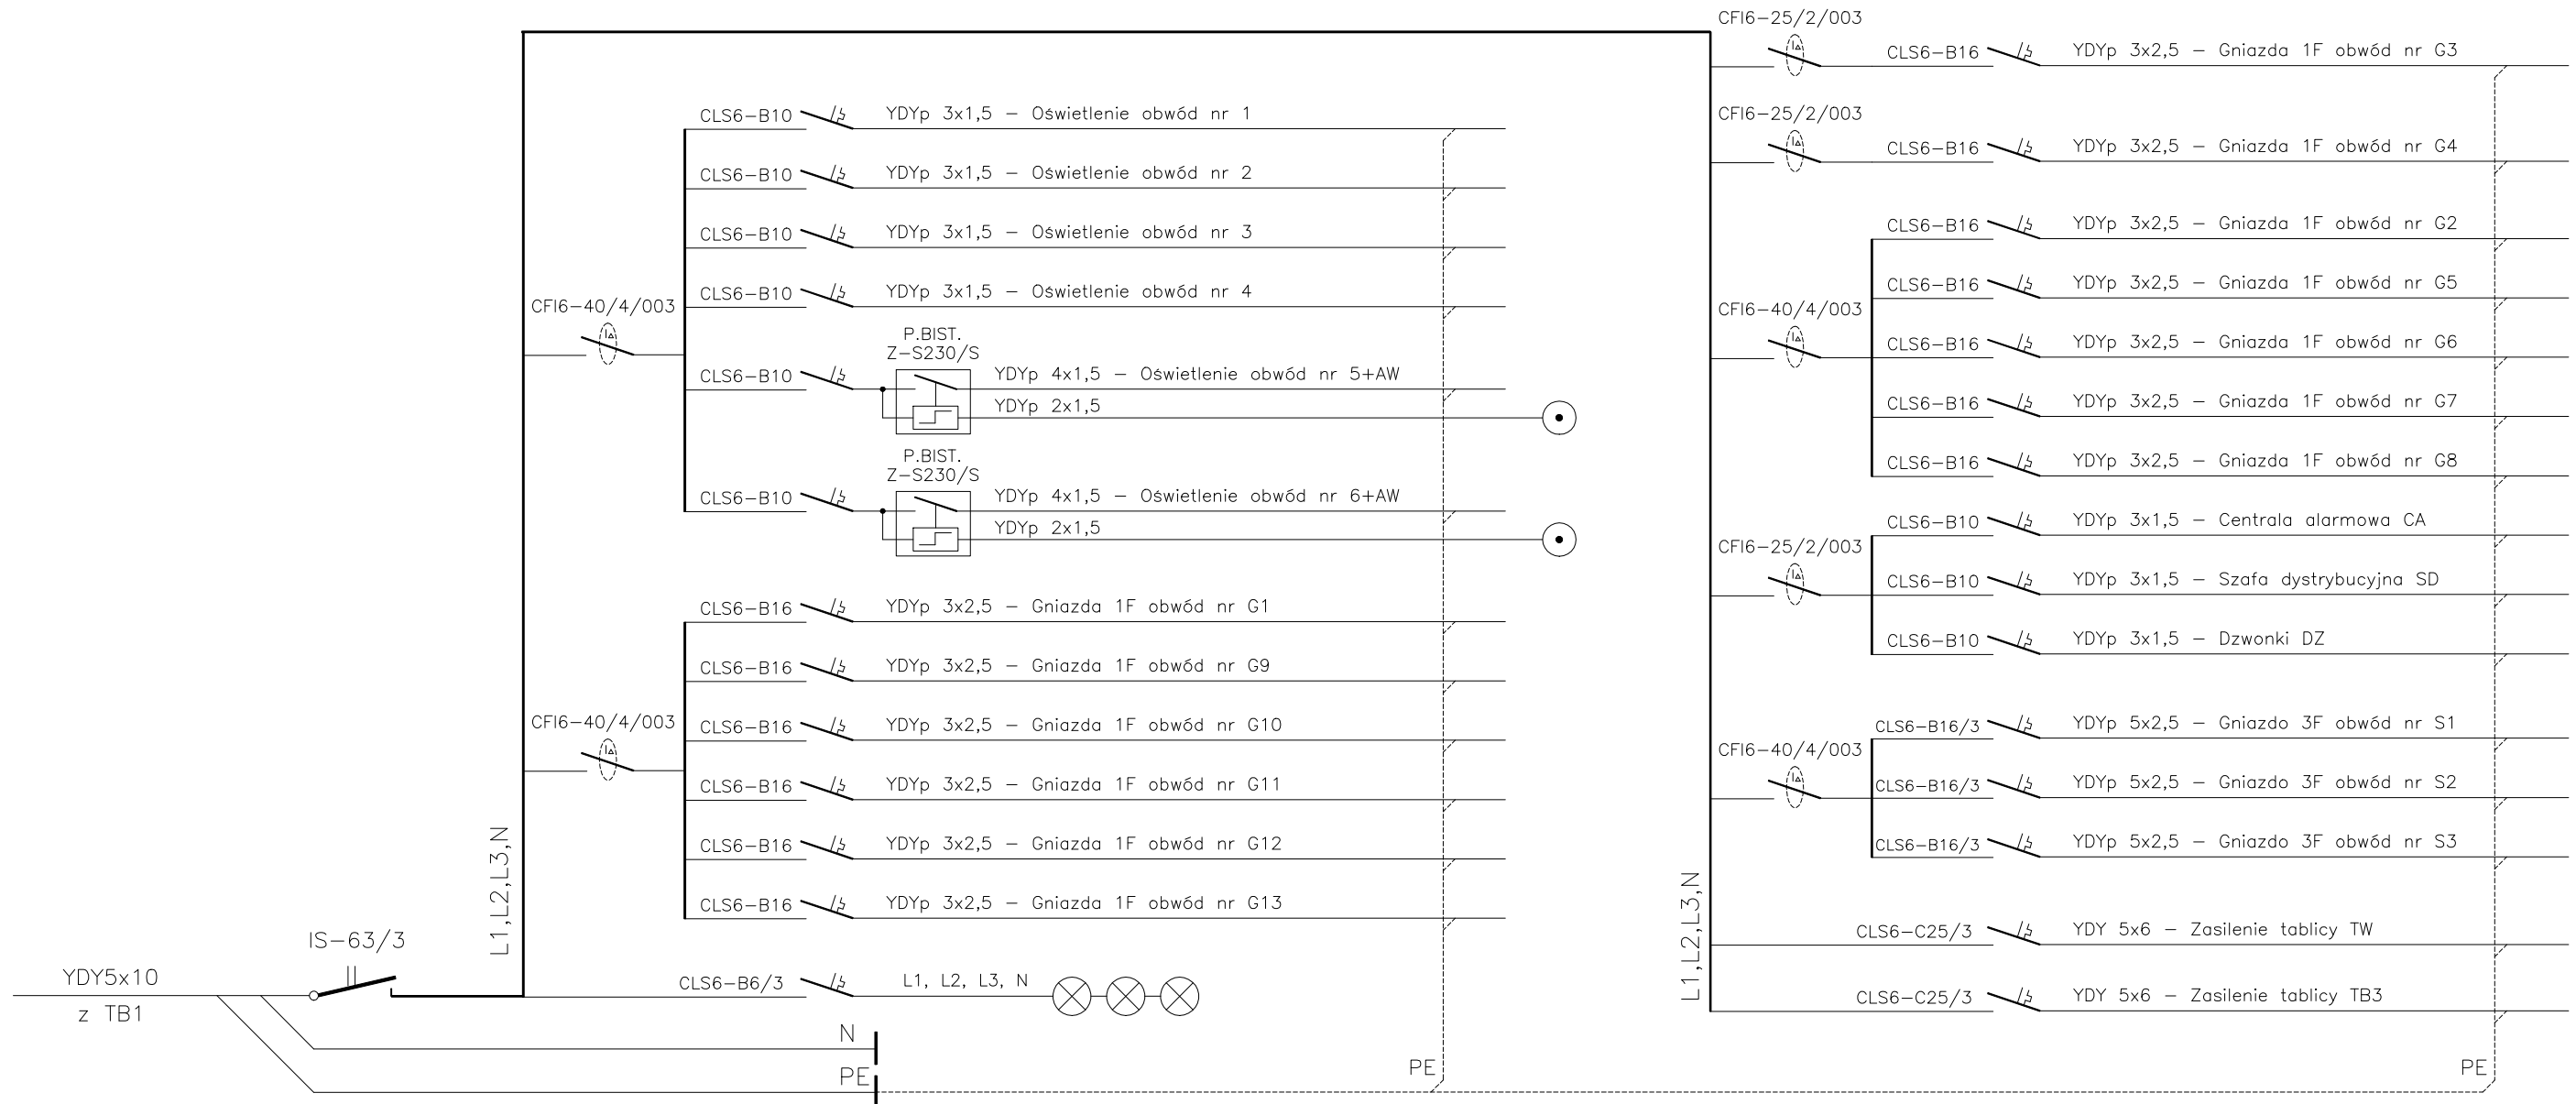 CFI6-40/4/003
CLS6-B10
YDYp 3x1,5 - Oświetlenie obwód nr 1
CLS6-B10
YDYp 3x1,5 - Oświetlenie obwód nr 2
CLS6-B10
YDYp 3x1,5 - Oświetlenie obwód nr 3
CLS6-B10
YDYp 3x1,5 - Oświetlenie obwód nr 4
P.BIST.
Z-S230/S
CLS6-B10
YDYp 4x1,5 - Oświetlenie obwód nr 5+AW
YDYp 2x1,5
P.BIST.
Z-S230/S
CLS6-B10
YDYp 4x1,5 - Oświetlenie obwód nr 6+AW
YDYp 2x1,5
CFI6-40/4/003
CLS6-B16
YDYp 3x2,5 - Gniazda 1F obwód nr G1
CLS6-B16
YDYp 3x2,5 - Gniazda 1F obwód nr G9
CLS6-B16
YDYp 3x2,5 - Gniazda 1F obwód nr G10
CLS6-B16
YDYp 3x2,5 - Gniazda 1F obwód nr G11
CLS6-B16
YDYp 3x2,5 - Gniazda 1F obwód nr G12
CLS6-B16
YDYp 3x2,5 - Gniazda 1F obwód nr G13
L1,L2,L3,N
IS-63/3
YDY5x10
z TB1
CLS6-B6/3
L1, L2, L3, N
N
PE
PE
CFI6-25/2/003
CLS6-B16
YDYp 3x2,5 - Gniazda 1F obwód nr G3
CFI6-25/2/003
CLS6-B16
YDYp 3x2,5 - Gniazda 1F obwód nr G4
CFI6-40/4/003
CLS6-B16
YDYp 3x2,5 - Gniazda 1F obwód nr G2
CLS6-B16
YDYp 3x2,5 - Gniazda 1F obwód nr G5
CLS6-B16
YDYp 3x2,5 - Gniazda 1F obwód nr G6
CLS6-B16
YDYp 3x2,5 - Gniazda 1F obwód nr G7
CLS6-B16
YDYp 3x2,5 - Gniazda 1F obwód nr G8
CFI6-25/2/003
CLS6-B10
YDYp 3x1,5 - Centrala alarmowa CA
CLS6-B10
YDYp 3x1,5 - Szafa dystrybucyjna SD
CLS6-B10
YDYp 3x1,5 - Dzwonki DZ
CFI6-40/4/003
CLS6-B16/3
YDYp 5x2,5 - Gniazdo 3F obwód nr S1
CLS6-B16/3
YDYp 5x2,5 - Gniazdo 3F obwód nr S2
CLS6-B16/3
YDYp 5x2,5 - Gniazdo 3F obwód nr S3
L1,L2,L3,N
CLS6-C25/3
YDY 5x6 - Zasilenie tablicy TW
CLS6-C25/3
YDY 5x6 - Zasilenie tablicy TB3
PE